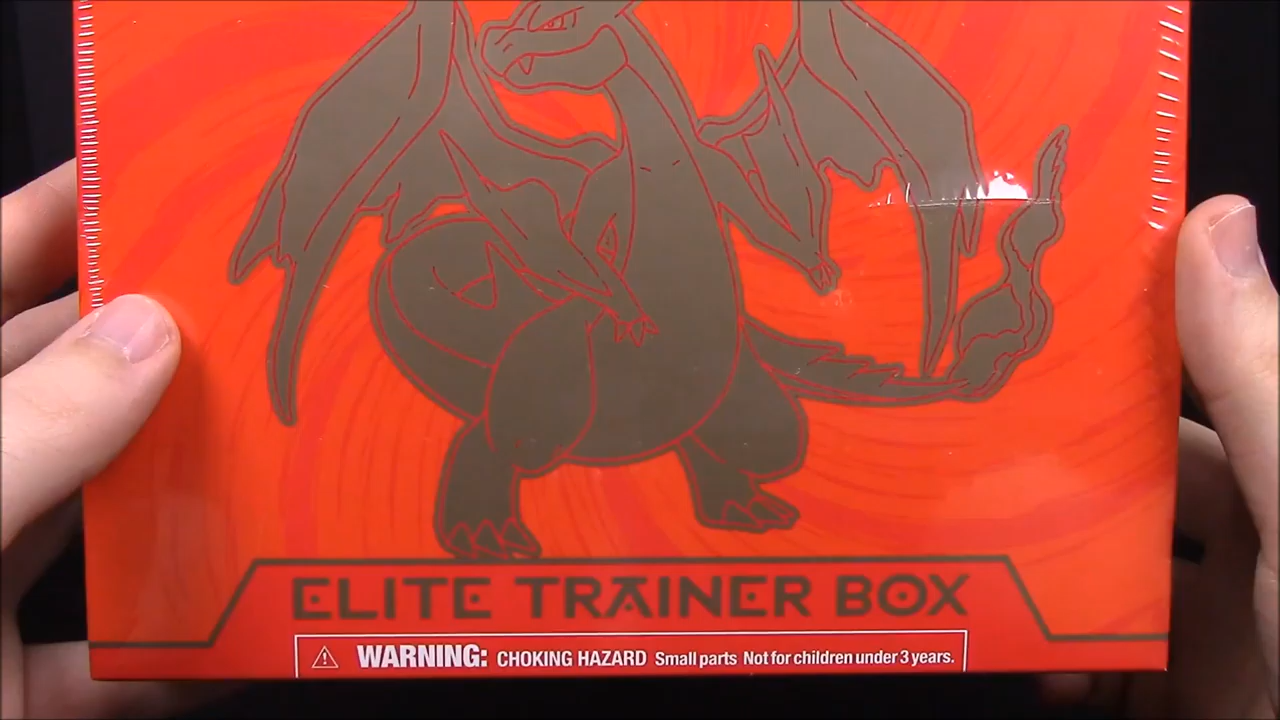 ELITE TRAINER BOX
WARNING: CHOKING HAZARD Small parts Not for children under 3 years.